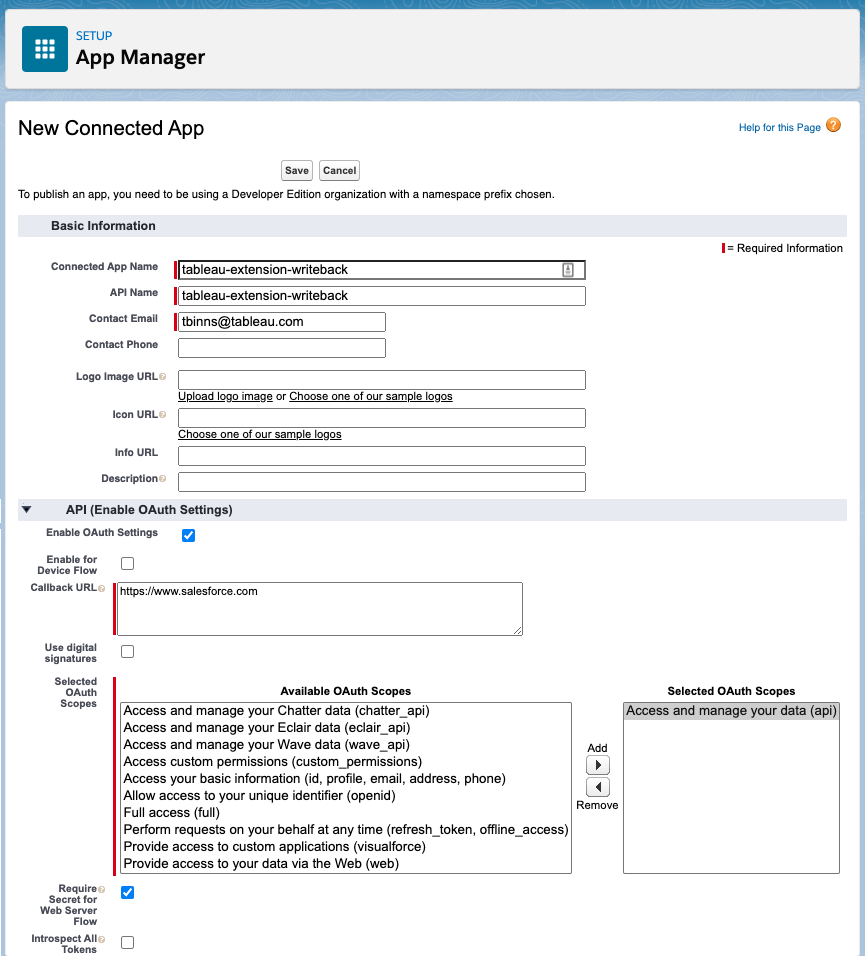 SETUP
App Manager
New Connected App
Help for this Page ?
Save Cancel
To publish an app, you need to be using a Developer Edition organization with a namespace prefix chosen.
Basic Information
= Required Information
Connected App Name tableau-extension-writeback
API Name tableau-extension-writeback
Contact Email tbinns@tableau.com
Contact Phone
Logo Image URL ?
Upload logo image or Choose one of our sample logos
Icon URL ?
Choose one of our sample logos
Info URL
Description ?
API (Enable OAuth Settings)
Enable OAuth Settings
Enable for
Device Flow
Callback URL ? https://www.salesforce.com
Use digital
signatures
Selected
OAuth
Scopes
Available OAuth Scopes
Access and manage your Chatter data (chatter_api)
Access and manage your Eclair data (eclair_api)
Access and manage your Wave data (wave_api)
Access custom permissions (custom_permissions)
Access your basic information (id, profile, email, address, phone)
Allow access to your unique identifier (openid)
Full access (full)
Perform requests on your behalf at any time (refresh_token, offline_access)
Provide access to custom applications (visualforce)
Provide access to your data via the Web (web)
Add
Remove
Selected OAuth Scopes
Access and manage your data (api)
Require ?
Secret for
Web Server
Flow
Introspect All ?
Tokens